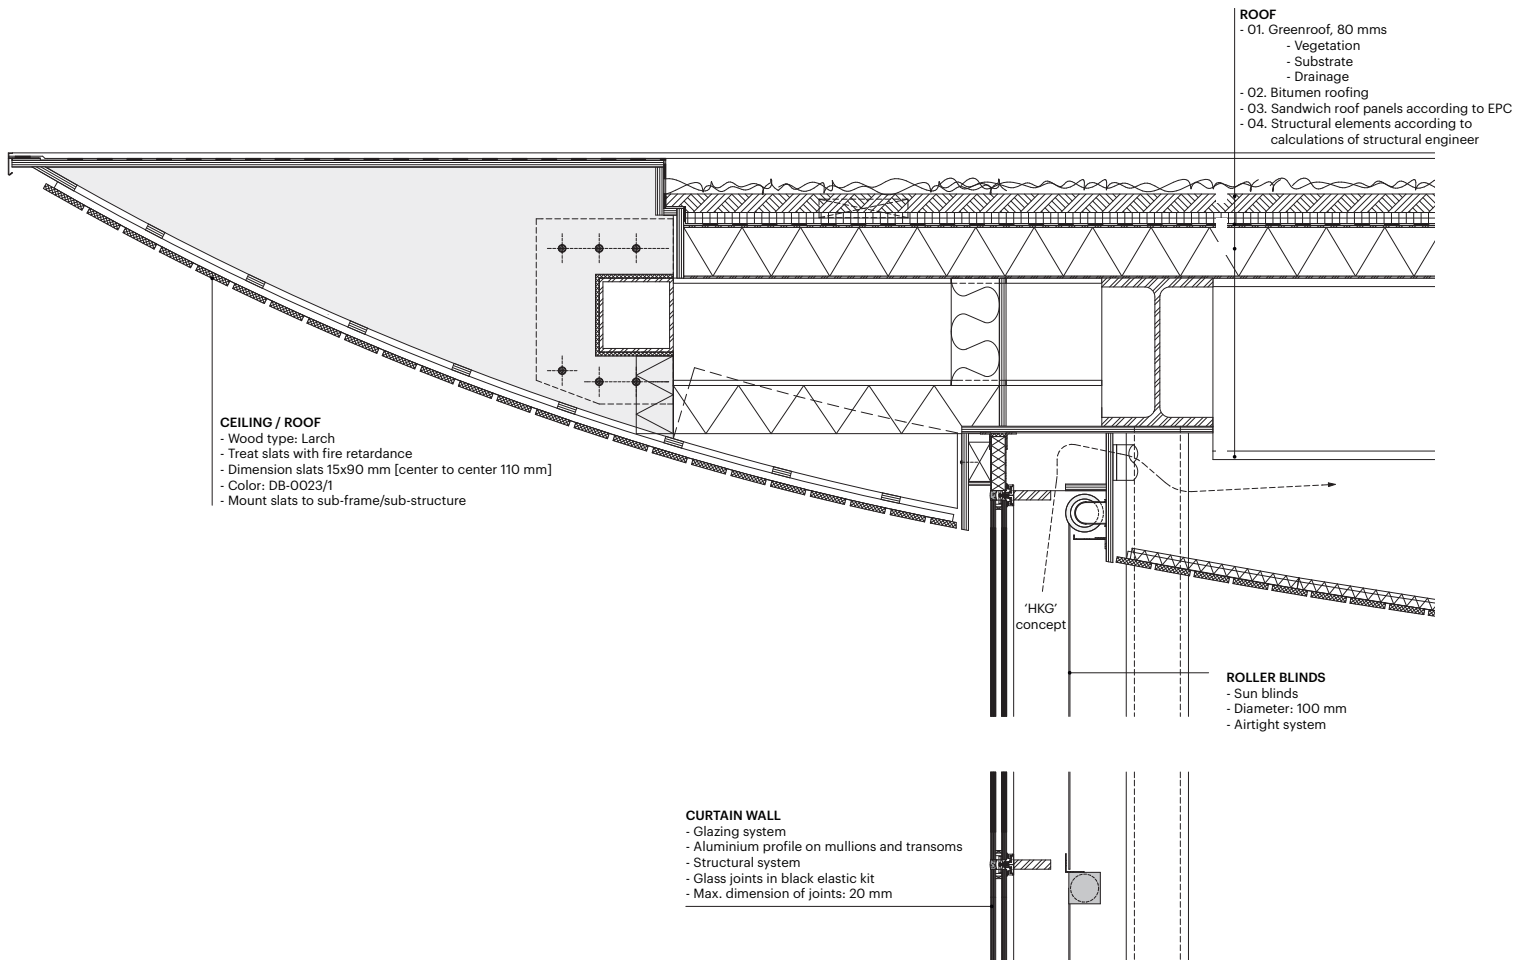 ROOF
- 01. Greenroof, 80 mms
- Vegetation
- Substrate
- Drainage
- 02. Bitumen roofing
- 03. Sandwich roof panels according to EPC
- 04. Structural elements according to
calculations of structural engineer
CEILING / ROOF
- Wood type: Larch
- Treat slats with fire retardance
- Dimension slats 15x90 mm [center to center 110 mm]
- Color: DB-0023/1
- Mount slats to sub-frame/sub-structure
‘HKG’
concept
ROLLER BLINDS
- Sun blinds
- Diameter: 100 mm
- Airtight system
CURTAIN WALL
- Glazing system
- Aluminium profile on mullions and transoms
- Structural system
- Glass joints in black elastic kit
- Max. dimension of joints: 20 mm